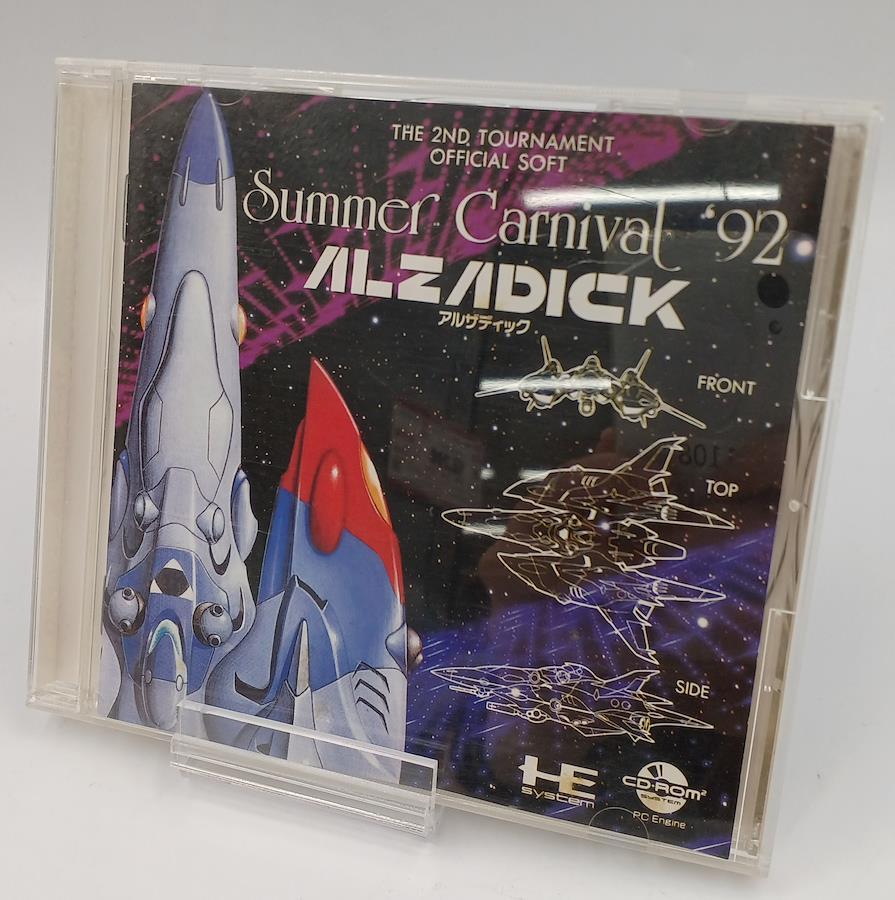 THE 2ND TOURNAMENT
OFFICIAL SOFT
Summer Carnival '92
ALZADICK
アルザディック
FRONT
TOP
SIDE
HE
system
CD-ROM²
SYSTEM
PC Engine